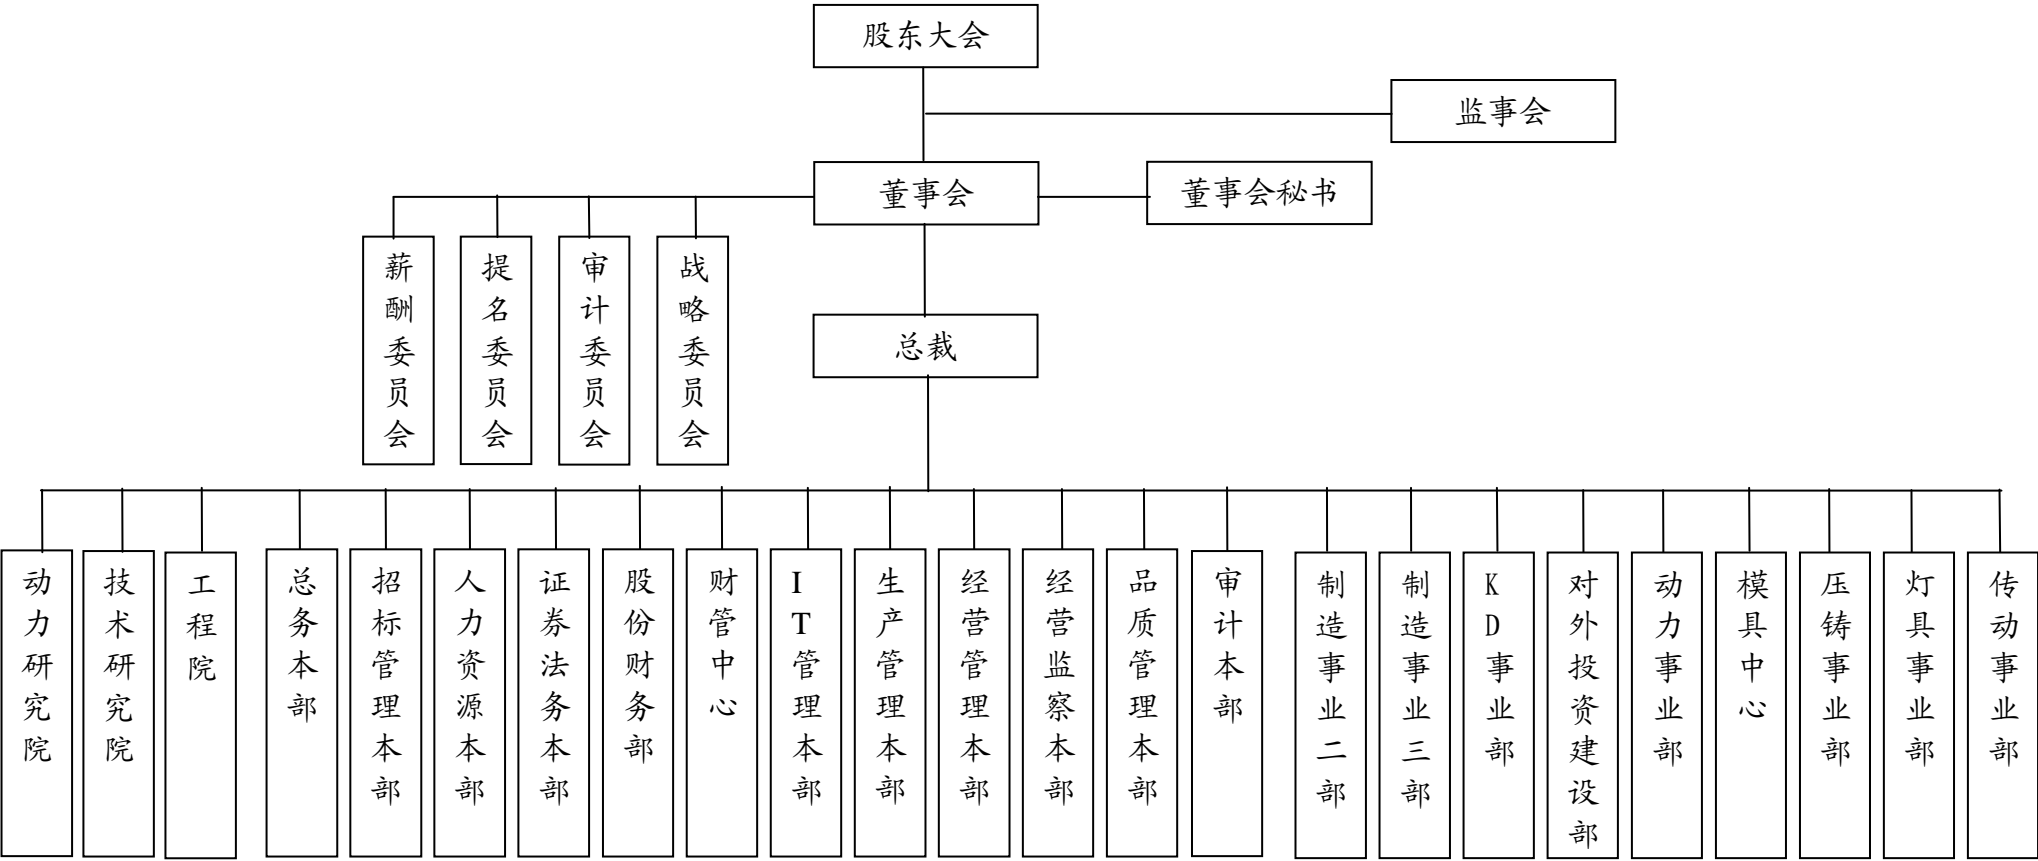 股东大会
监事会
董事会
董事会秘书
薪酬委员会
提名委员会
审计委员会
战略委员会
总裁
动力研究院
技术研究院
工程院
总务本部
招标管理本部
人力资源本部
证券法务本部
股份财务部
财管中心
IT管理本部
生产管理本部
经营管理本部
经营监察本部
品质管理本部
审计本部
制造事业二部
制造事业三部
KD事业部
对外投资建设部
动力事业部
模具中心
压铸事业部
灯具事业部
传动事业部